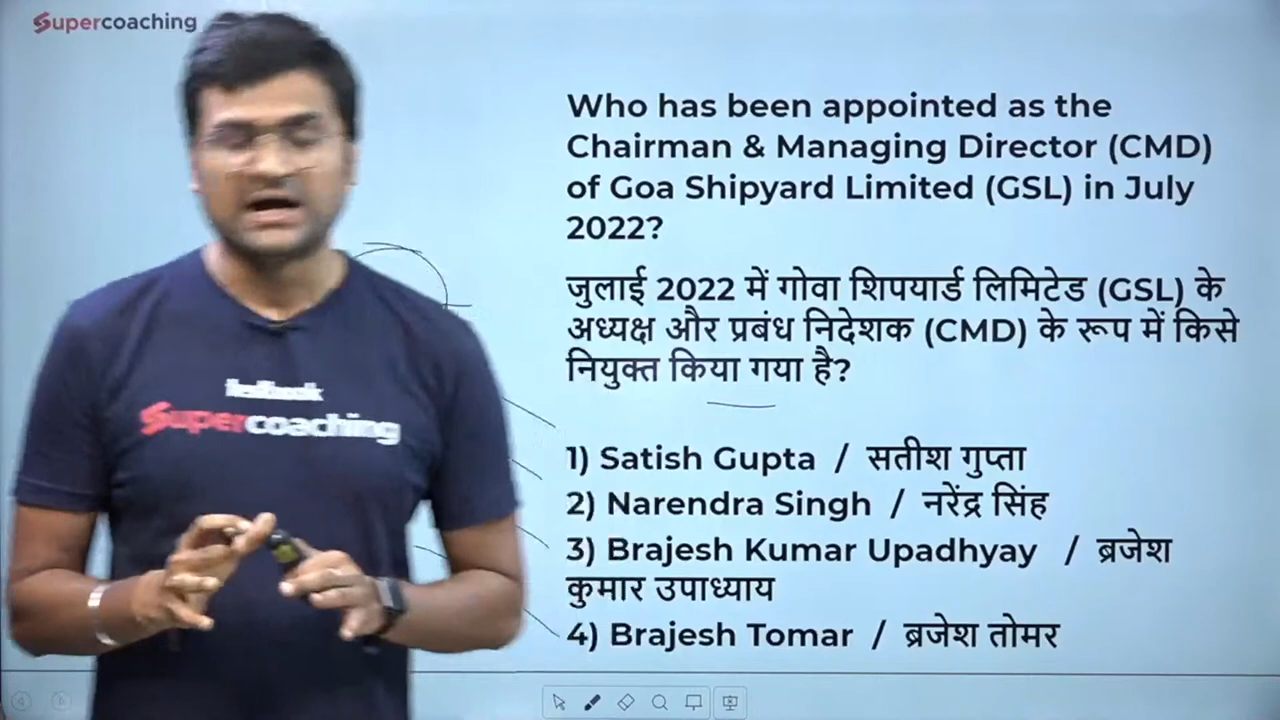 Supercoaching
Who has been appointed as the
Chairman & Managing Director (CMD)
of Goa Shipyard Limited (GSL) in July
2022?
जुलाई 2022 में गोवा शिपयार्ड लिमिटेड (GSL) के
अध्यक्ष और प्रबंध निदेशक (CMD) के रूप में किसे
नियुक्त किया गया है?
1) Satish Gupta / सतीश गुप्ता
2) Narendra Singh / नरेंद्र सिंह
3) Brajesh Kumar Upadhyay / ब्रजेश
कुमार उपाध्याय
4) Brajesh Tomar / ब्रजेश तोमर
testbook
Supercoaching